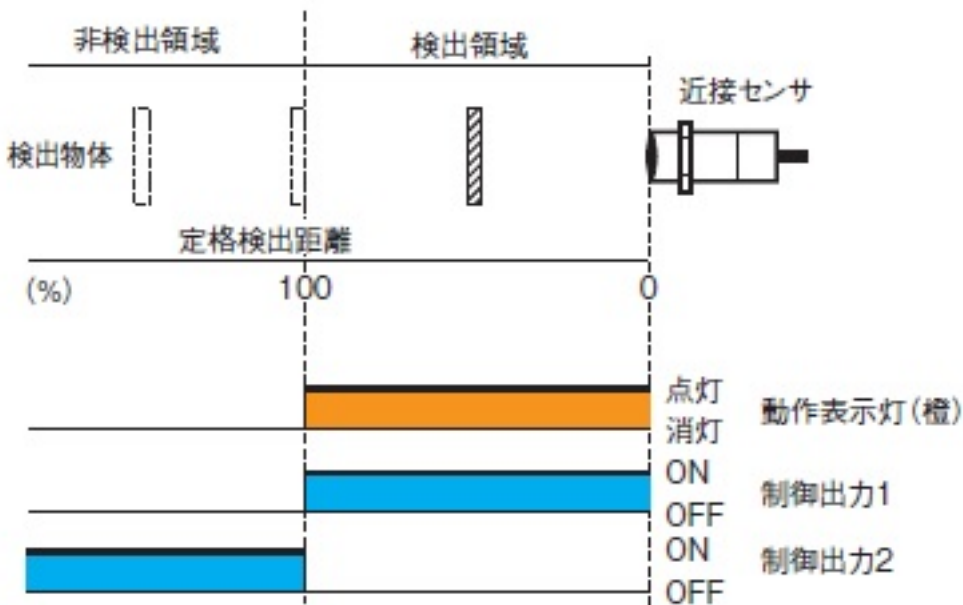 非検出領域
検出領域
近接センサ
検出物体
定格検出距離
(%)
100
0
点灯
消灯
動作表示灯(橙)
ON
OFF
制御出力1
ON
OFF
制御出力2